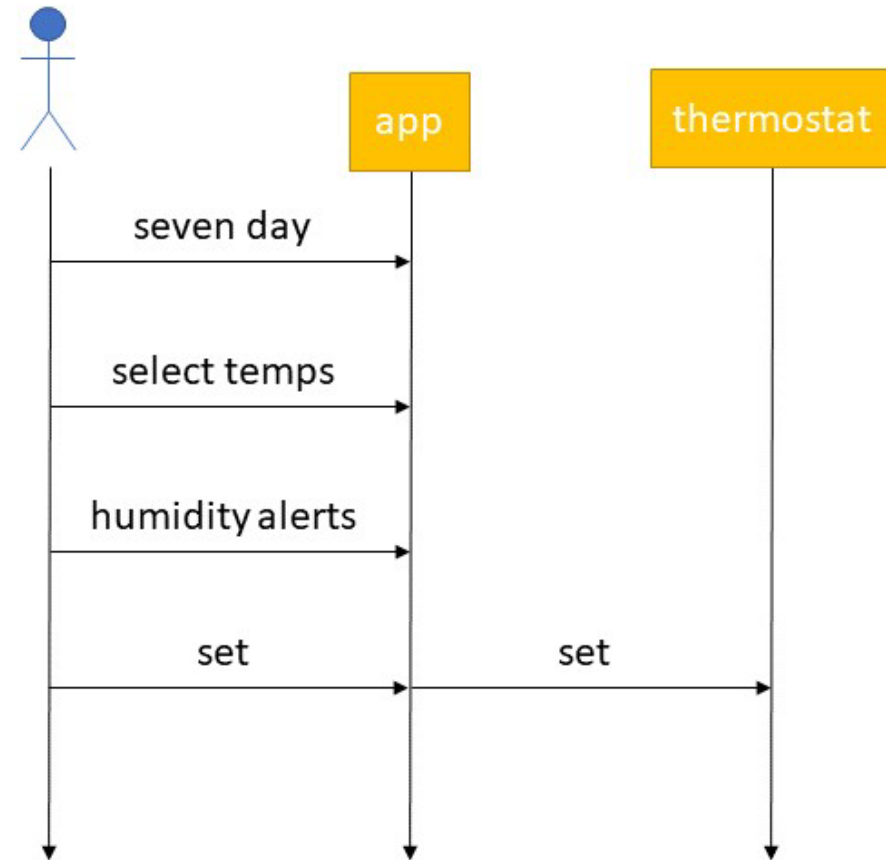 app
thermostat
seven day
select temps
humidity alerts
set
set